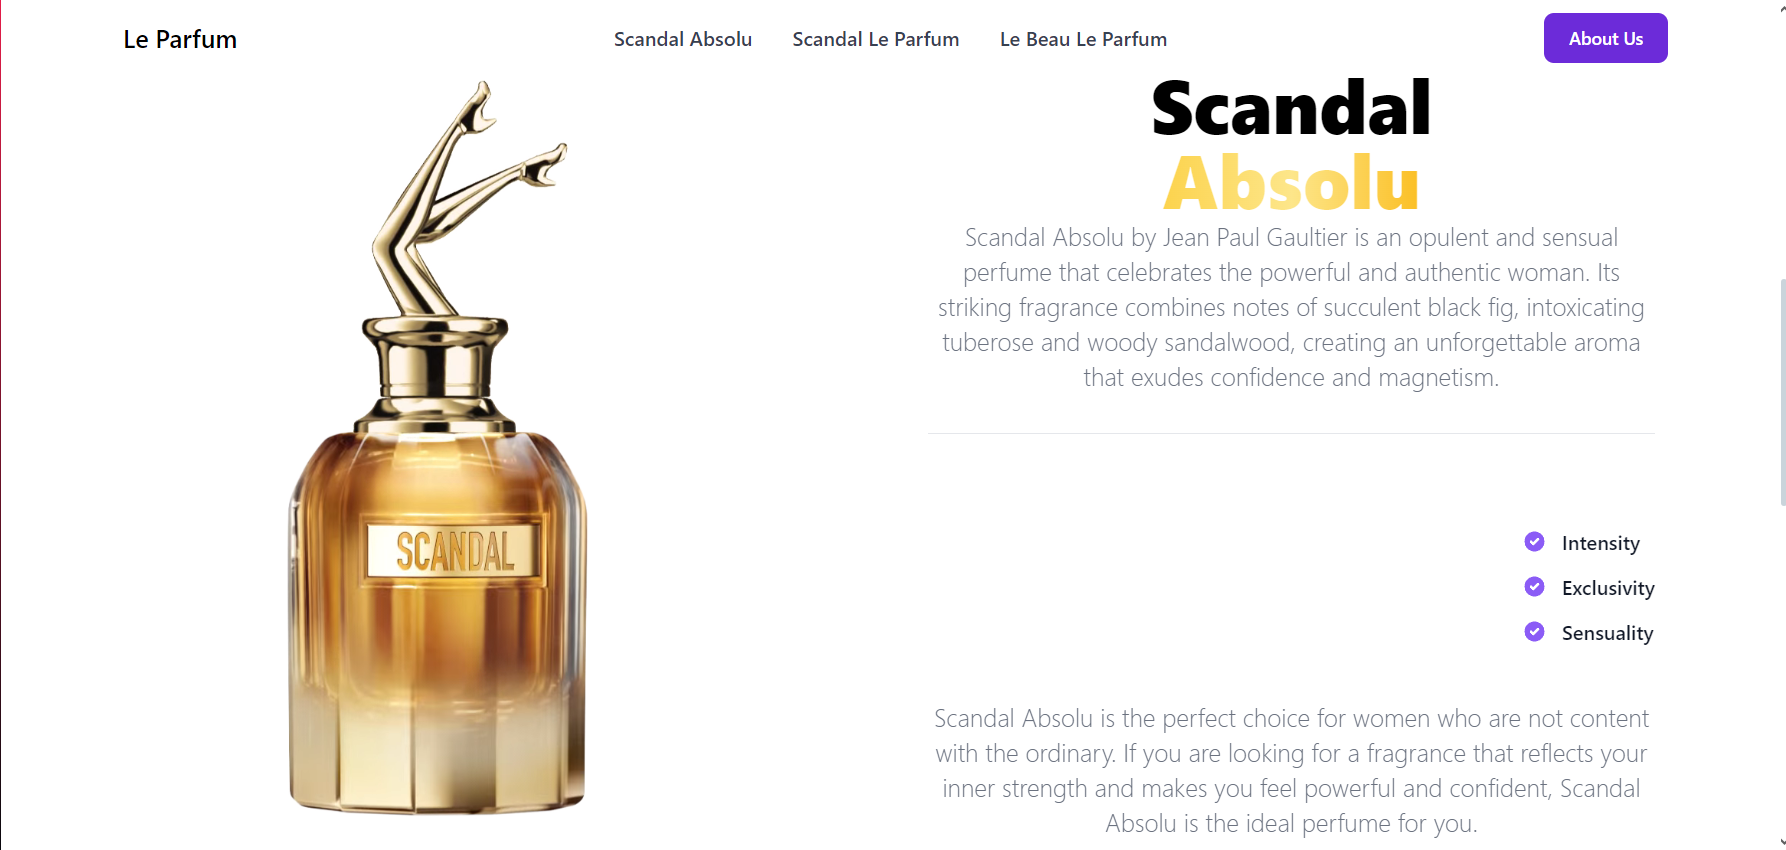 Le Parfum
Scandal Absolu
Scandal Le Parfum
Le Beau Le Parfum
About Us
Scandal
Absolu
Scandal Absolu by Jean Paul Gaultier is an opulent and sensual
perfume that celebrates the powerful and authentic woman. Its
striking fragrance combines notes of succulent black fig, intoxicating
tuberose and woody sandalwood, creating an unforgettable aroma
that exudes confidence and magnetism.
SCANDAL
Intensity
Exclusivity
Sensuality
Scandal Absolu is the perfect choice for women who are not content
with the ordinary. If you are looking for a fragrance that reflects your
inner strength and makes you feel powerful and confident, Scandal
Absolu is the ideal perfume for you.